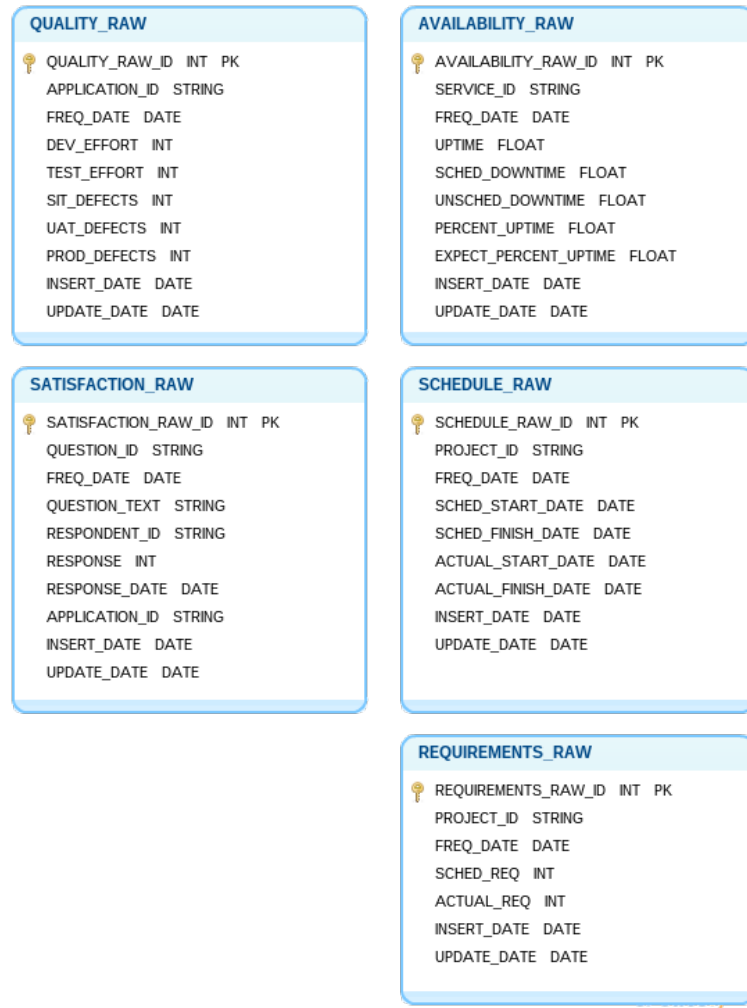 QUALITY_RAW
QUALITY_RAW_ID INT PK
APPLICATION_ID STRING
FREQ_DATE DATE
DEV_EFFORT INT
TEST_EFFORT INT
SIT_DEFECTS INT
UAT_DEFECTS INT
PROD_DEFECTS INT
INSERT_DATE DATE
UPDATE_DATE DATE
AVAILABILITY_RAW
AVAILABILITY_RAW_ID INT PK
SERVICE_ID STRING
FREQ_DATE DATE
UPTIME FLOAT
SCHED_DOWNTIME FLOAT
UNSCHED_DOWNTIME FLOAT
PERCENT_UPTIME FLOAT
EXPECT_PERCENT_UPTIME FLOAT
INSERT_DATE DATE
UPDATE_DATE DATE
SATISFACTION_RAW
SATISFACTION_RAW_ID INT PK
QUESTION_ID STRING
FREQ_DATE DATE
QUESTION_TEXT STRING
RESPONDENT_ID STRING
RESPONSE INT
RESPONSE_DATE DATE
APPLICATION_ID STRING
INSERT_DATE DATE
UPDATE_DATE DATE
SCHEDULE_RAW
SCHEDULE_RAW_ID INT PK
PROJECT_ID STRING
FREQ_DATE DATE
SCHED_START_DATE DATE
SCHED_FINISH_DATE DATE
ACTUAL_START_DATE DATE
ACTUAL_FINISH_DATE DATE
INSERT_DATE DATE
UPDATE_DATE DATE
REQUIREMENTS_RAW
REQUIREMENTS_RAW_ID INT PK
PROJECT_ID STRING
FREQ_DATE DATE
SCHED_REQ INT
ACTUAL_REQ INT
INSERT_DATE DATE
UPDATE_DATE DATE